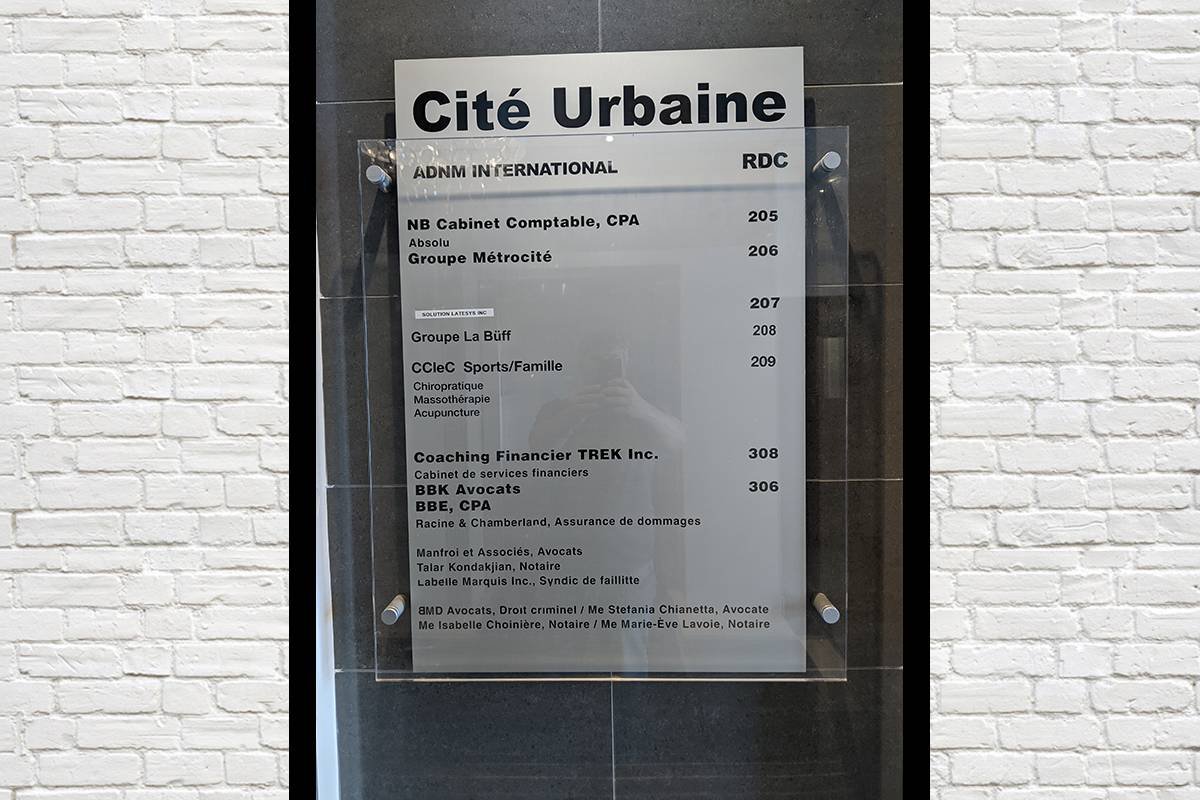 Cité Urbaine
ADNM INTERNATIONAL RDC
NB Cabinet Comptable, CPA 205
Absolu
Groupe Métrocité 206
207
SOLUTION LATESYS INC
Groupe La Büff 208
CCleC Sports/Famille 209
Chiropratique
Massothérapie
Acupuncture
Coaching Financier TREK Inc. 308
Cabinet de services financiers
BBK Avocats 306
BBE, CPA
Racine & Chamberland, Assurance de dommages
Manfroi et Associés, Avocats
Talar Kondakjian, Notaire
Labelle Marquis Inc., Syndic de faillitte
BMD Avocats, Droit criminel / Me Stefania Chianetta, Avocate
Me Isabelle Choinière, Notaire / Me Marie-Ève Lavoie, Notaire